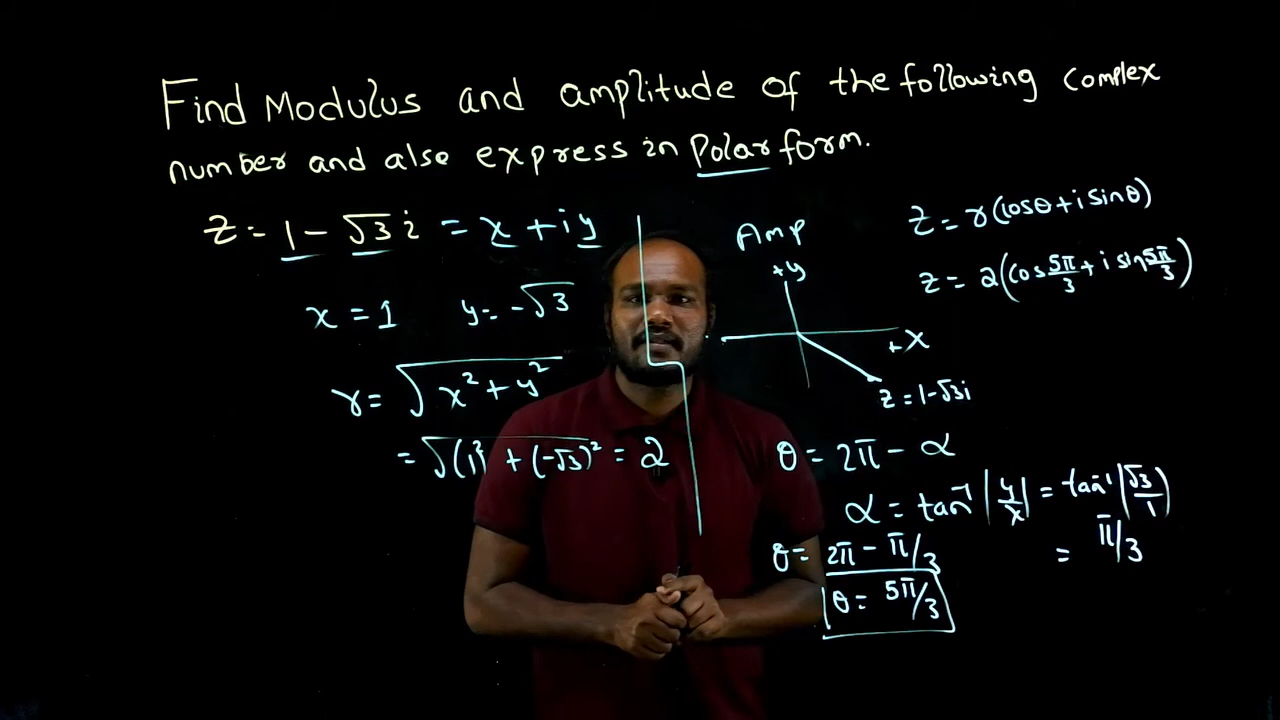 Find Modulus and amplitude of the following complex
number and also express in Polar form.
z = 1 - √3 i = x + iy
x = 1 y = -√3
r = √x² + y²
= √(1)² + (-√3)² = 2
Amp
+y
+x
z = 1-√3i
θ = 2π - α
α = tan⁻¹ |y/x| = tan⁻¹ |√3/1|
= π/3
θ = 2π - π/3
θ = 5π/3
z = r(cosθ + i sinθ)
z = 2(cos 5π/3 + i sin 5π/3)